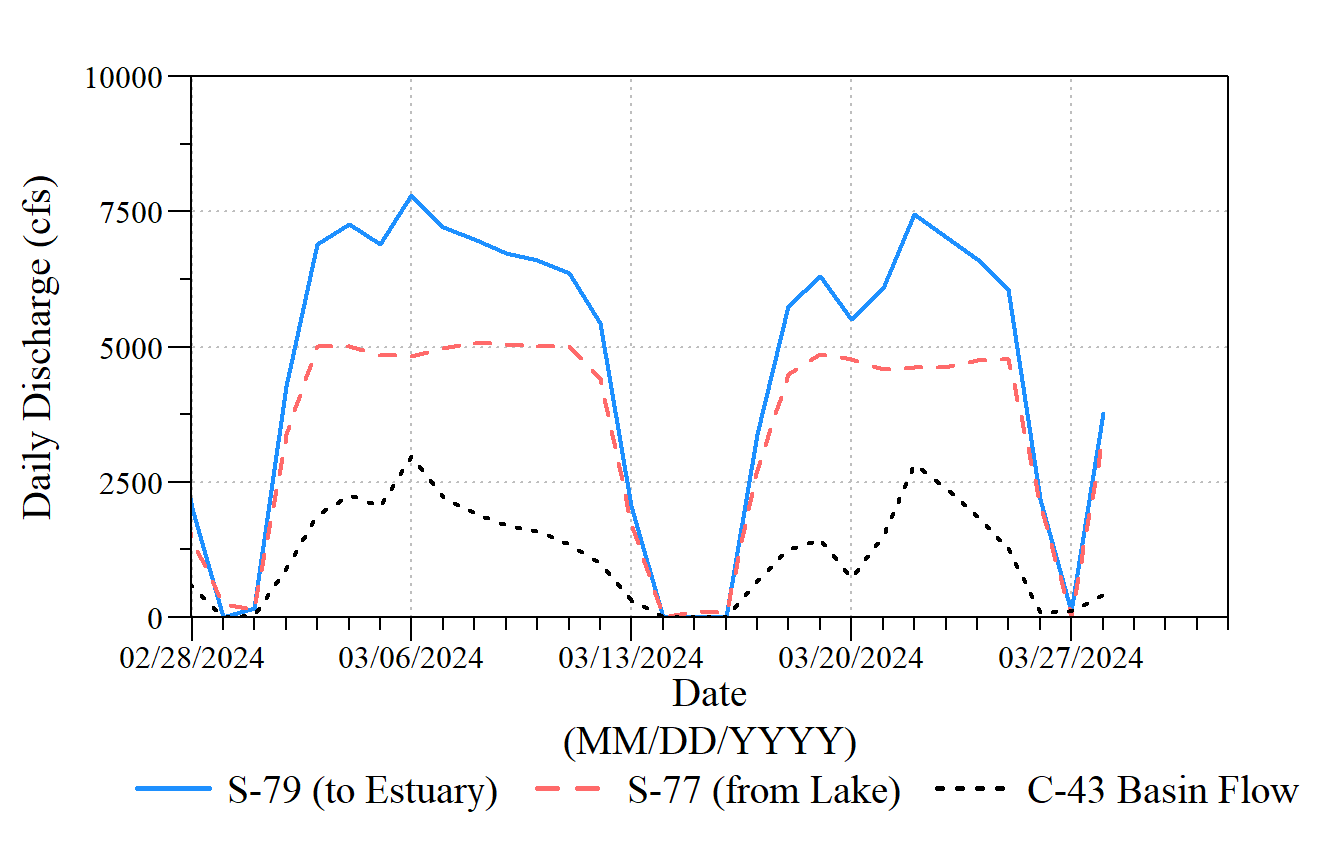 10000
7500
5000
2500
0
Daily Discharge (cfs)
02/28/2024 03/06/2024 03/13/2024 03/20/2024 03/27/2024
Date
(MM/DD/YYYY)
S-79 (to Estuary) S-77 (from Lake) C-43 Basin Flow